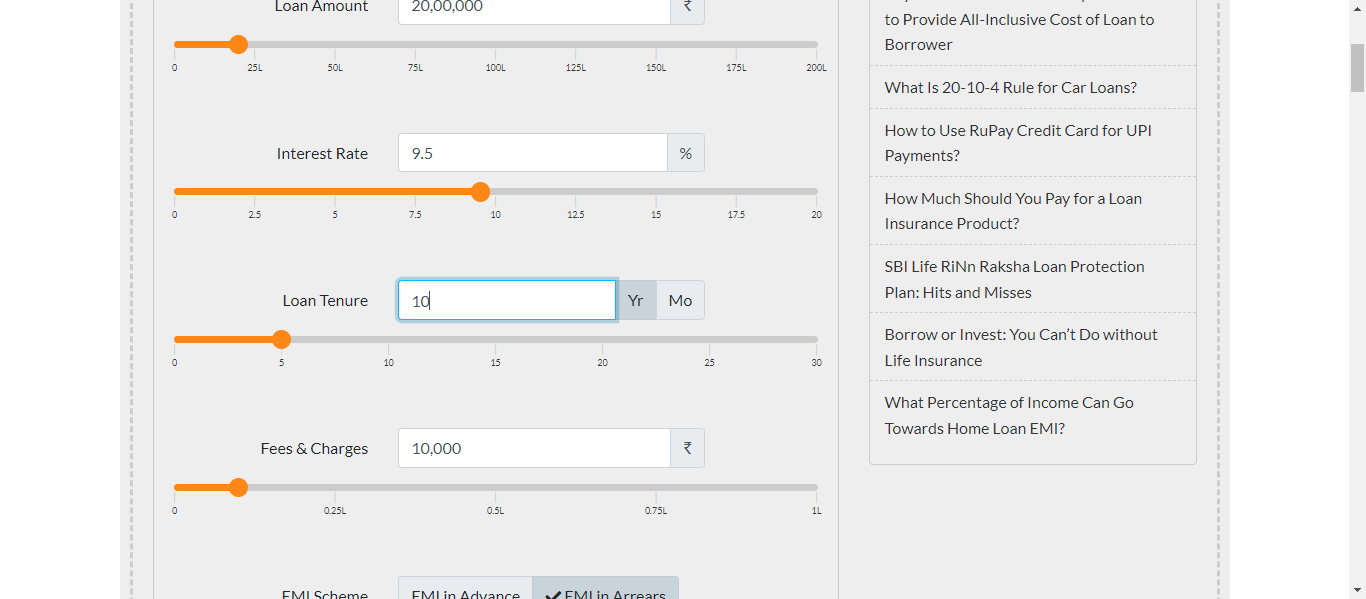 Loan Amount
20,00,000
₹
0 25L 50L 75L 100L 125L 150L 175L 200L
Interest Rate
9.5
%
0 2.5 5 7.5 10 12.5 15 17.5 20
Loan Tenure
10
Yr
Mo
0 5 10 15 20 25 30
Fees & Charges
10,000
₹
0 0.25L 0.5L 0.75L 1L
EMI Scheme
EMI in Advance
EMI in Arrears
to Provide All-Inclusive Cost of Loan to
Borrower
What Is 20-10-4 Rule for Car Loans?
How to Use RuPay Credit Card for UPI
Payments?
How Much Should You Pay for a Loan
Insurance Product?
SBI Life RiNn Raksha Loan Protection
Plan: Hits and Misses
Borrow or Invest: You Can’t Do without
Life Insurance
What Percentage of Income Can Go
Towards Home Loan EMI?